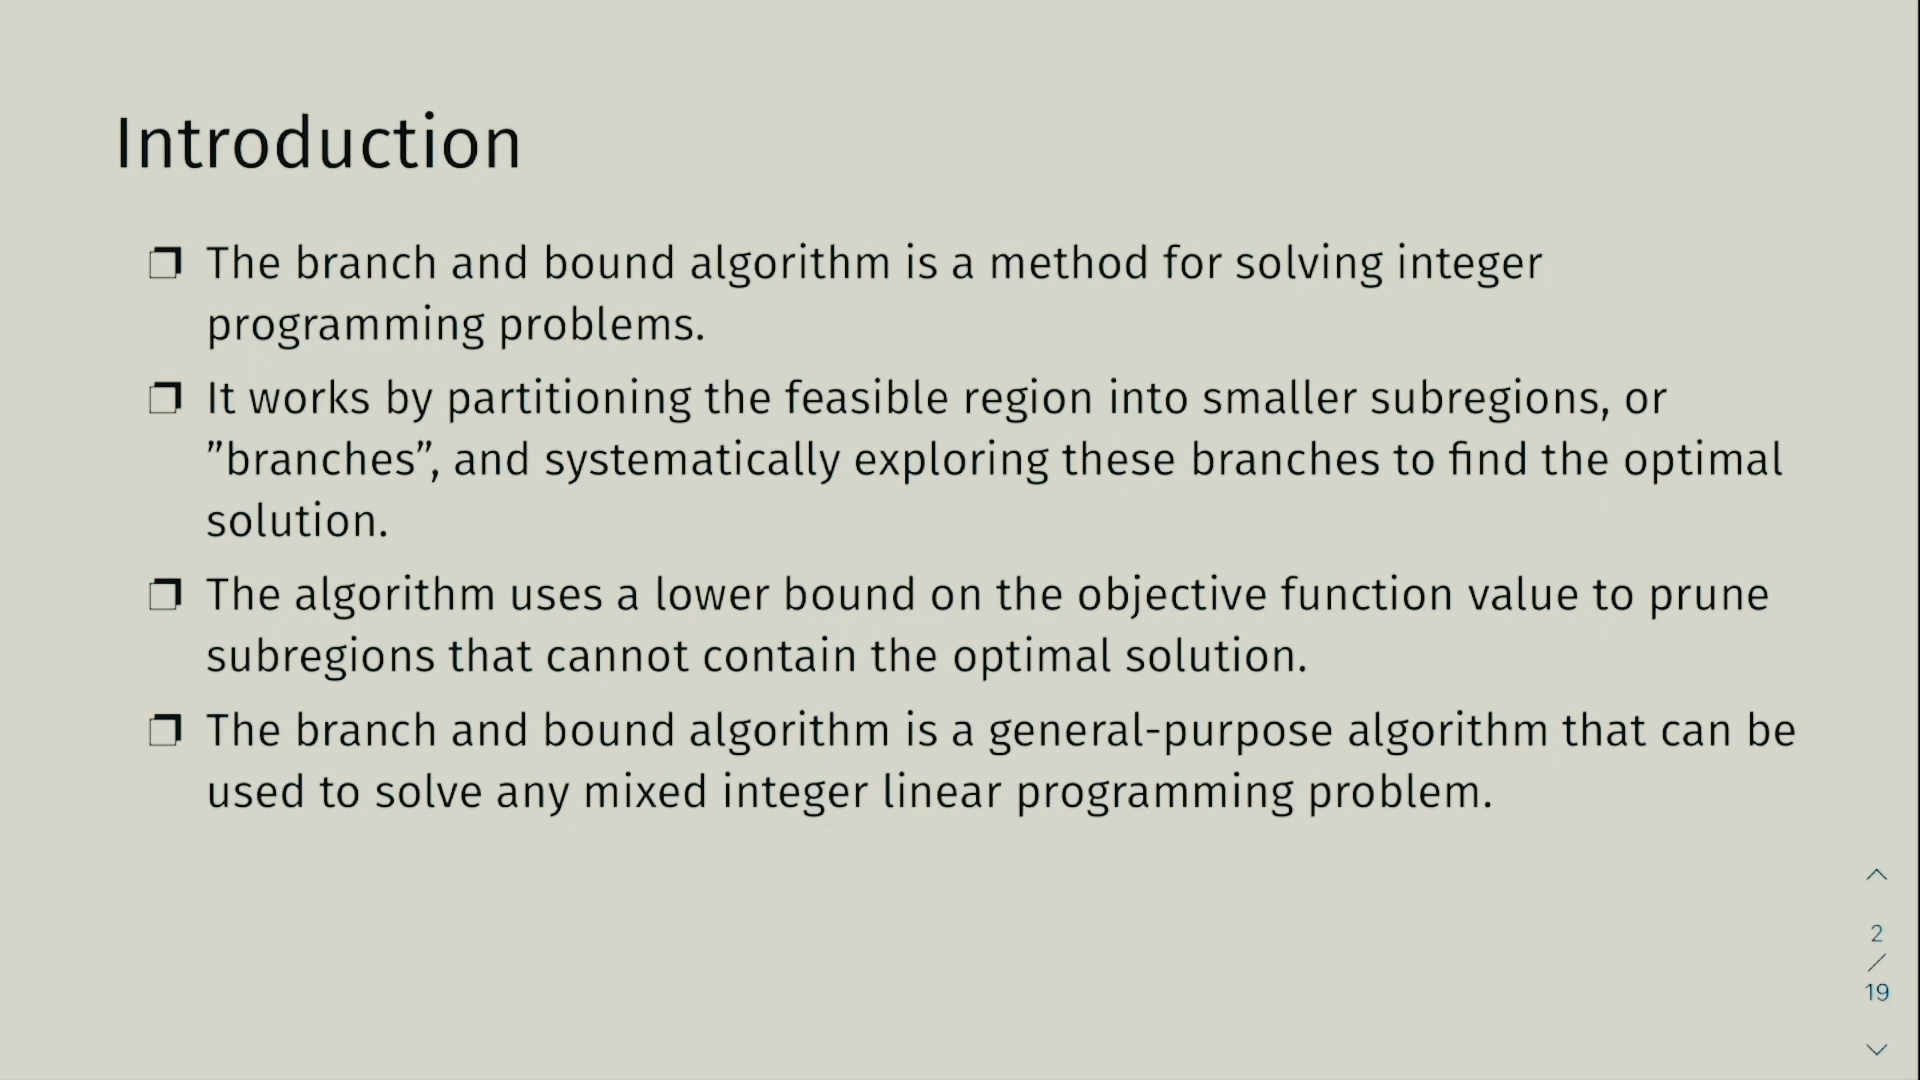 Introduction
❐ The branch and bound algorithm is a method for solving integer
programming problems.
❐ It works by partitioning the feasible region into smaller subregions, or
”branches”, and systematically exploring these branches to find the optimal
solution.
❐ The algorithm uses a lower bound on the objective function value to prune
subregions that cannot contain the optimal solution.
❐ The branch and bound algorithm is a general-purpose algorithm that can be
used to solve any mixed integer linear programming problem.
2
/
19